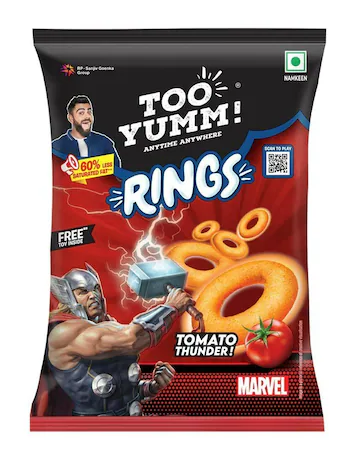 RP - Sanjiv Goenka
Group
NAMKEEN
TOO
YUMM!
®
ANYTIME ANYWHERE
60% LESS
SATURATED FAT**
SCAN TO PLAY
RINGS
FREE
TOY INSIDE
TOMATO
THUNDER!
MARVEL